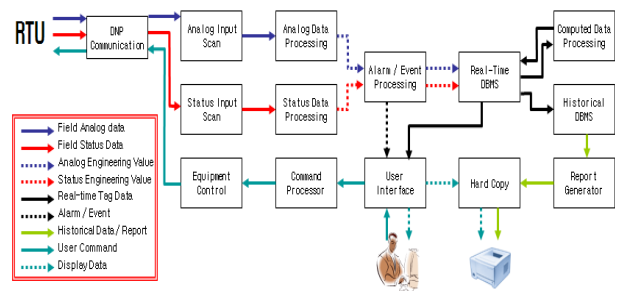 RTU
DNP
Communication
Analog Input
Scan
Analog Data
Processing
Computed Data
Processing
Alarm / Event
Processing
Real-Time
DBMS
Status Input
Scan
Status Data
Processing
Historical
DBMS
Field Analog data
Field Status Data
Analog Engineering Value
Status Engineering Value
Real-time Tag Data
Alarm / Event
Historical Data/ Report
User Command
Display Data
Equipment
Control
Command
Processor
User
Interface
Hard Copy
Report
Generator